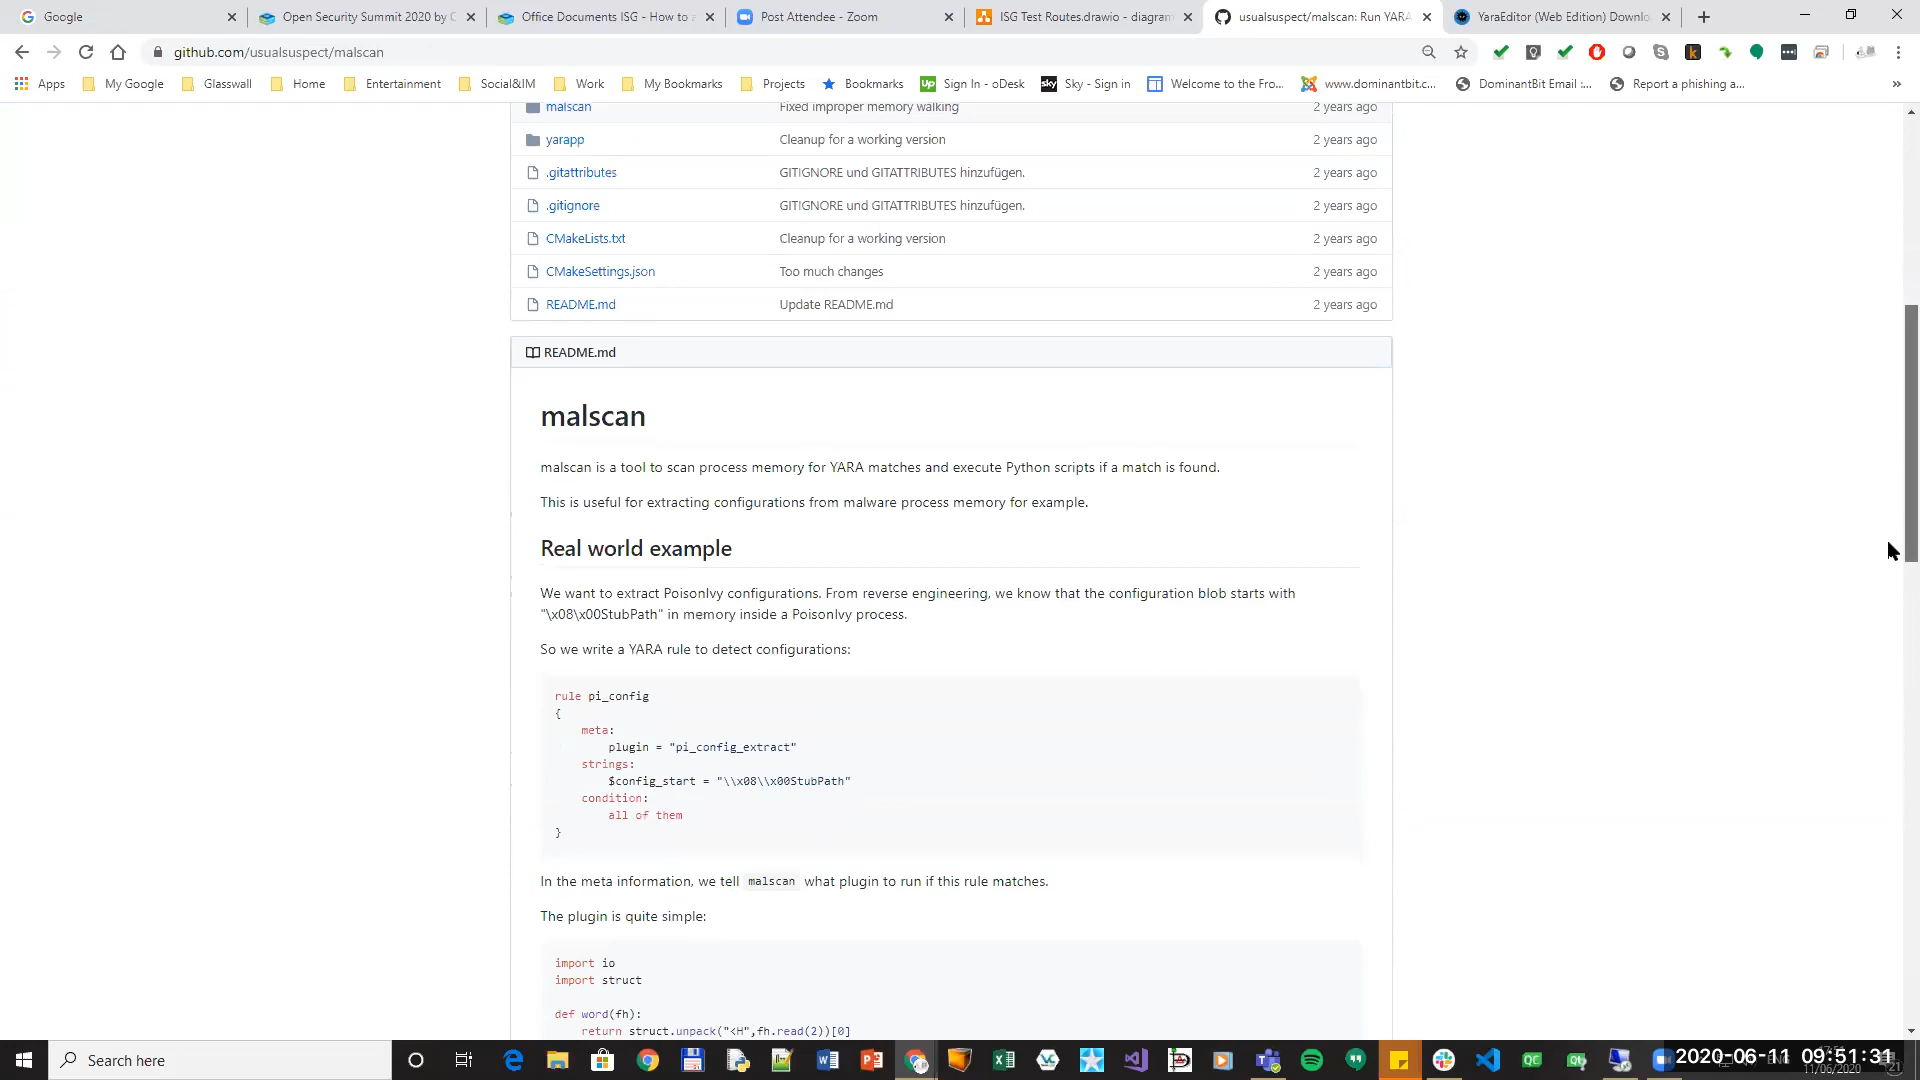 Google
Open Security Summit 2020 by C
Office Documents ISG - How to a
Post Attendee - Zoom
ISG Test Routes.drawio - diagram
usualsuspect/malscan: Run YARA
YaraEditor (Web Edition) Downlo
github.com/usualsuspect/malscan
Apps My Google Glasswall Home Entertainment Social&IM Work My Bookmarks Projects Bookmarks Sign In - oDesk Sky - Sign in Welcome to the Fro... www.dominantbit.c... DominantBit Email :... Report a phishing a... »
malscan Fixed improper memory walking 2 years ago
yarapp Cleanup for a working version 2 years ago
.gitattributes GITIGNORE und GITATTRIBUTES hinzufügen. 2 years ago
.gitignore GITIGNORE und GITATTRIBUTES hinzufügen. 2 years ago
CMakeLists.txt Cleanup for a working version 2 years ago
CMakeSettings.json Too much changes 2 years ago
README.md Update README.md 2 years ago
README.md
malscan
malscan is a tool to scan process memory for YARA matches and execute Python scripts if a match is found.
This is useful for extracting configurations from malware process memory for example.
Real world example
We want to extract PoisonIvy configurations. From reverse engineering, we know that the configuration blob starts with
"\x08\x00StubPath" in memory inside a PoisonIvy process.
So we write a YARA rule to detect configurations:
rule pi_config
{
meta:
plugin = "pi_config_extract"
strings:
$config_start = "\\x08\\x00StubPath"
condition:
all of them
}
In the meta information, we tell malscan what plugin to run if this rule matches.
The plugin is quite simple:
import io
import struct
def word(fh):
return struct.unpack("<H",fh.read(2))[0]
Search here
2020-06-11 09:51:31
11/06/2020